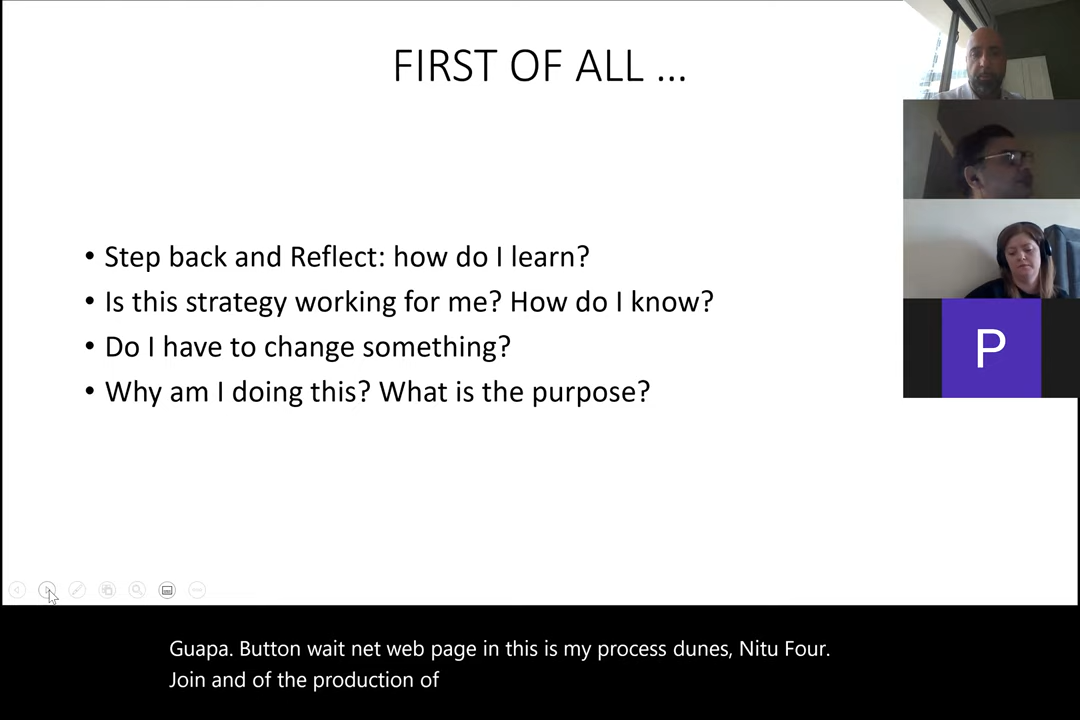 FIRST OF ALL ...
• Step back and Reflect: how do I learn?
• Is this strategy working for me? How do I know?
• Do I have to change something?
• Why am I doing this? What is the purpose?
P
Guapa. Button wait net web page in this is my process dunes, Nitu Four.
Join and of the production of